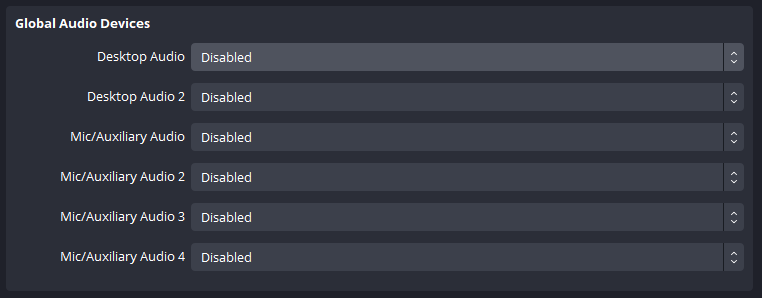 Global Audio Devices
Desktop Audio Disabled
Desktop Audio 2 Disabled
Mic/Auxiliary Audio Disabled
Mic/Auxiliary Audio 2 Disabled
Mic/Auxiliary Audio 3 Disabled
Mic/Auxiliary Audio 4 Disabled